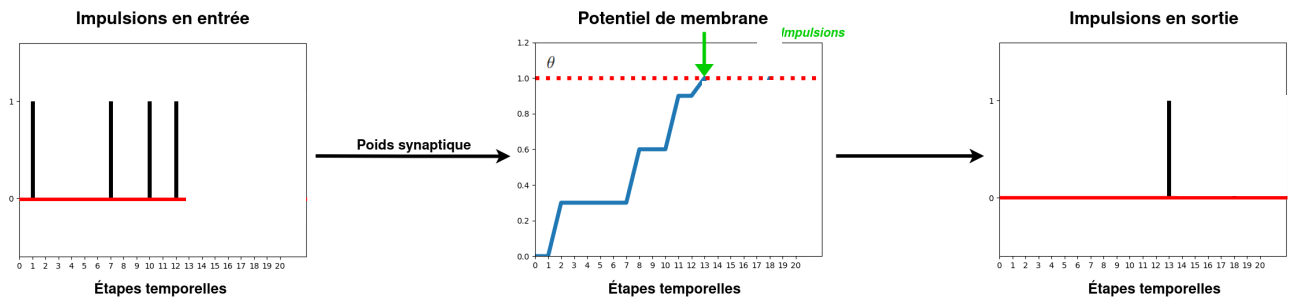 Impulsions en entrée
1
0
0 1 2 3 4 5 6 7 8 9 10 11 12 13 14 15 16 17 18 19 20
Étapes temporelles
Poids synaptique
Potentiel de membrane
Impulsions
θ
1.2
1.0
0.8
0.6
0.4
0.2
0.0
0 1 2 3 4 5 6 7 8 9 10 11 12 13 14 15 16 17 18 19 20
Étapes temporelles
Impulsions en sortie
1
0
0 1 2 3 4 5 6 7 8 9 10 11 12 13 14 15 16 17 18 19 20
Étapes temporelles